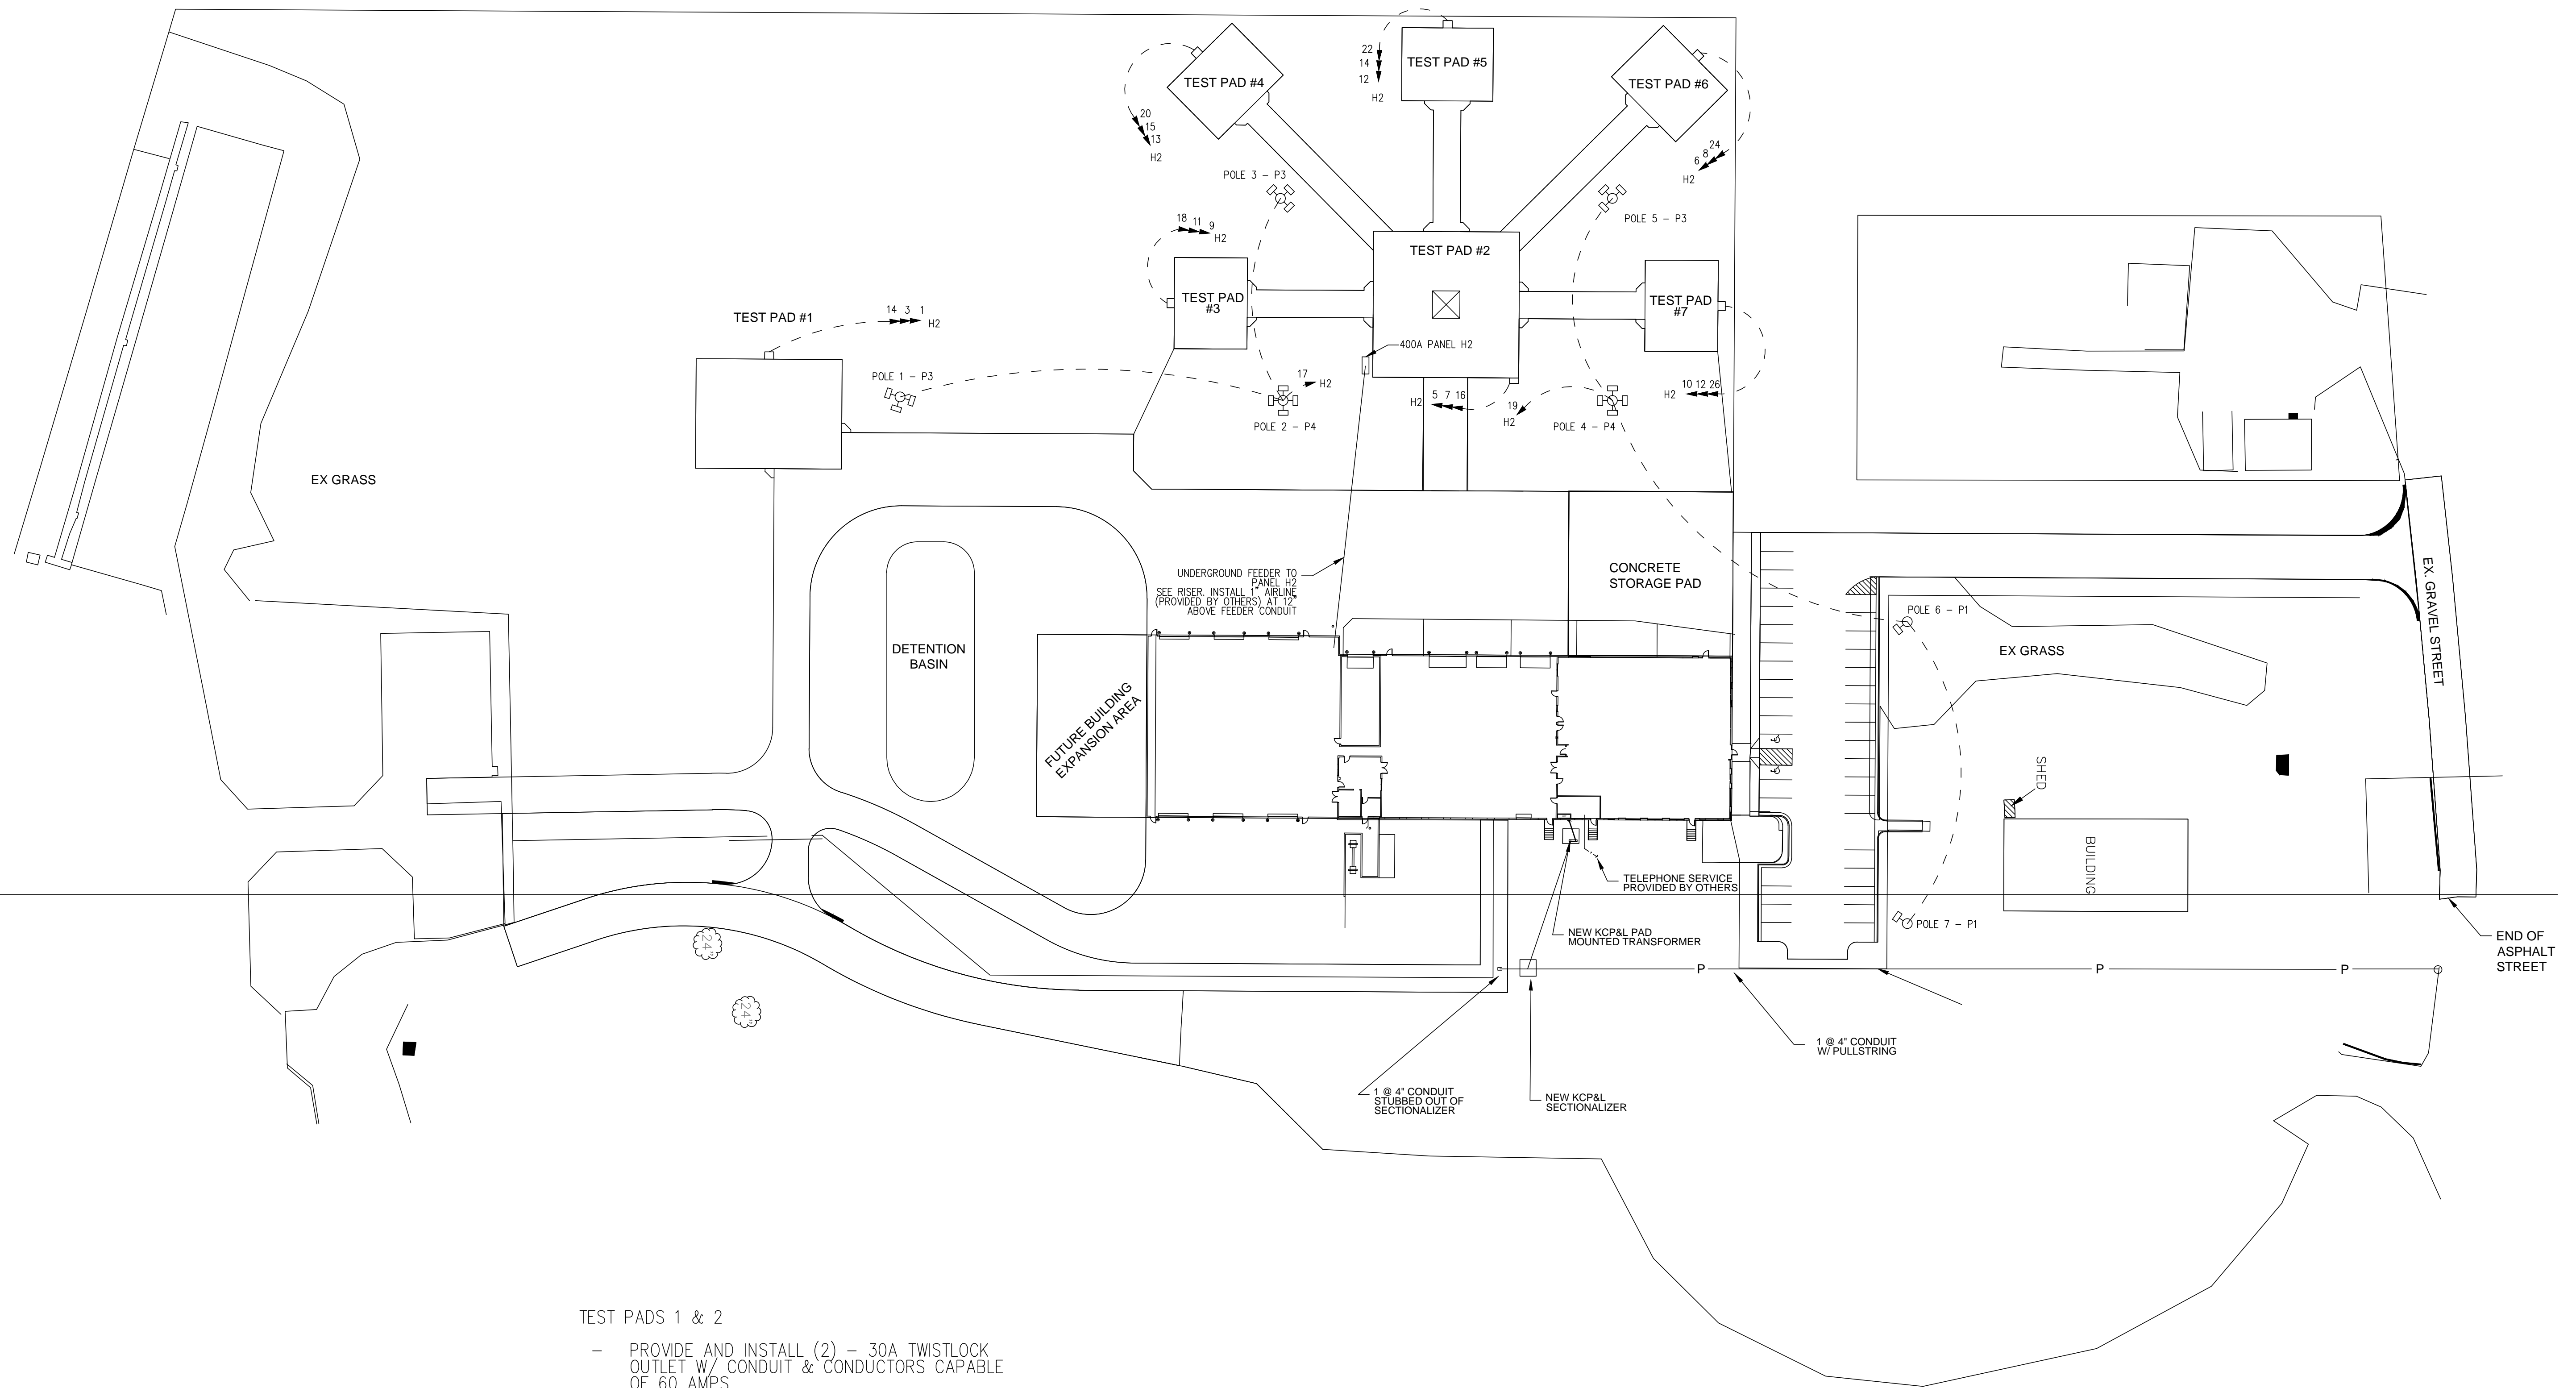 TEST PAD #4
TEST PAD #5
TEST PAD #6
22
14
12
H2
20
15
13
H2
24
8
6
H2
POLE 3 - P3
POLE 5 - P3
18 11 9
H2
TEST PAD #2
TEST PAD
#3
TEST PAD
#7
TEST PAD #1
14 3 1
H2
400A PANEL H2
POLE 1 - P3
17
H2
5 7 16
H2
19
H2
10 12 26
H2
POLE 2 - P4
POLE 4 - P4
EX GRASS
UNDERGROUND FEEDER TO
PANEL H2
SEE RISER. INSTALL 1" AIRLINE
(PROVIDED BY OTHERS) AT 12"
ABOVE FEEDER CONDUIT
CONCRETE
STORAGE PAD
EX. GRAVEL STREET
POLE 6 - P1
DETENTION
BASIN
EX GRASS
FUTURE BUILDING
EXPANSION AREA
SHED
BUILDING
TELEPHONE SERVICE
PROVIDED BY OTHERS
POLE 7 - P1
NEW KCP&L PAD
MOUNTED TRANSFORMER
24"
END OF
ASPHALT
STREET
P
P
P
24"
1 @ 4" CONDUIT
W/ PULLSTRING
1 @ 4" CONDUIT
STUBBED OUT OF
SECTIONALIZER
NEW KCP&L
SECTIONALIZER
TEST PADS 1 & 2
- PROVIDE AND INSTALL (2) - 30A TWISTLOCK
OUTLET W/ CONDUIT & CONDUCTORS CAPABLE
OF 60 AMPS